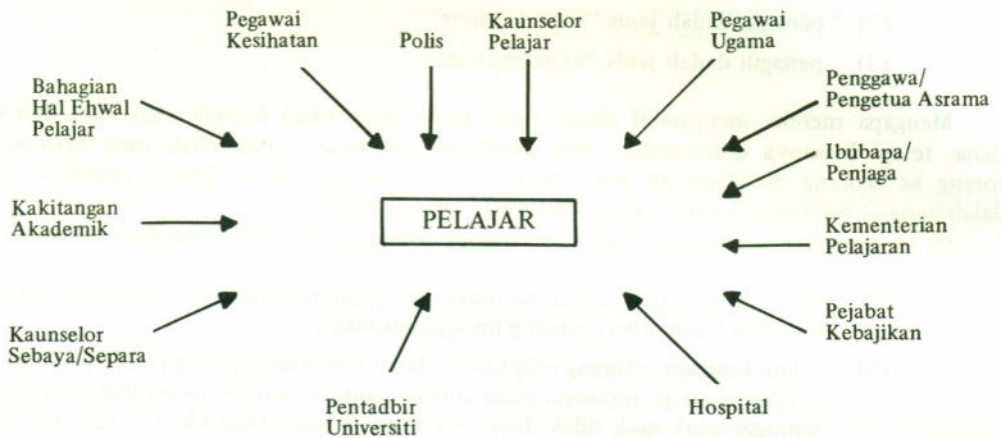 Pegawai
Kesihatan
Polis
Kaunselor
Pelajar
Pegawai
Ugama
Bahagian
Hal Ehwal
Pelajar
Penggawa/
Pengetua Asrama
Ibubapa/
Penjaga
Kakitangan
Akademik
PELAJAR
Kementerian
Pelajaran
Kaunselor
Sebaya/Separa
Pejabat
Kebajikan
Pentadbir
Universiti
Hospital